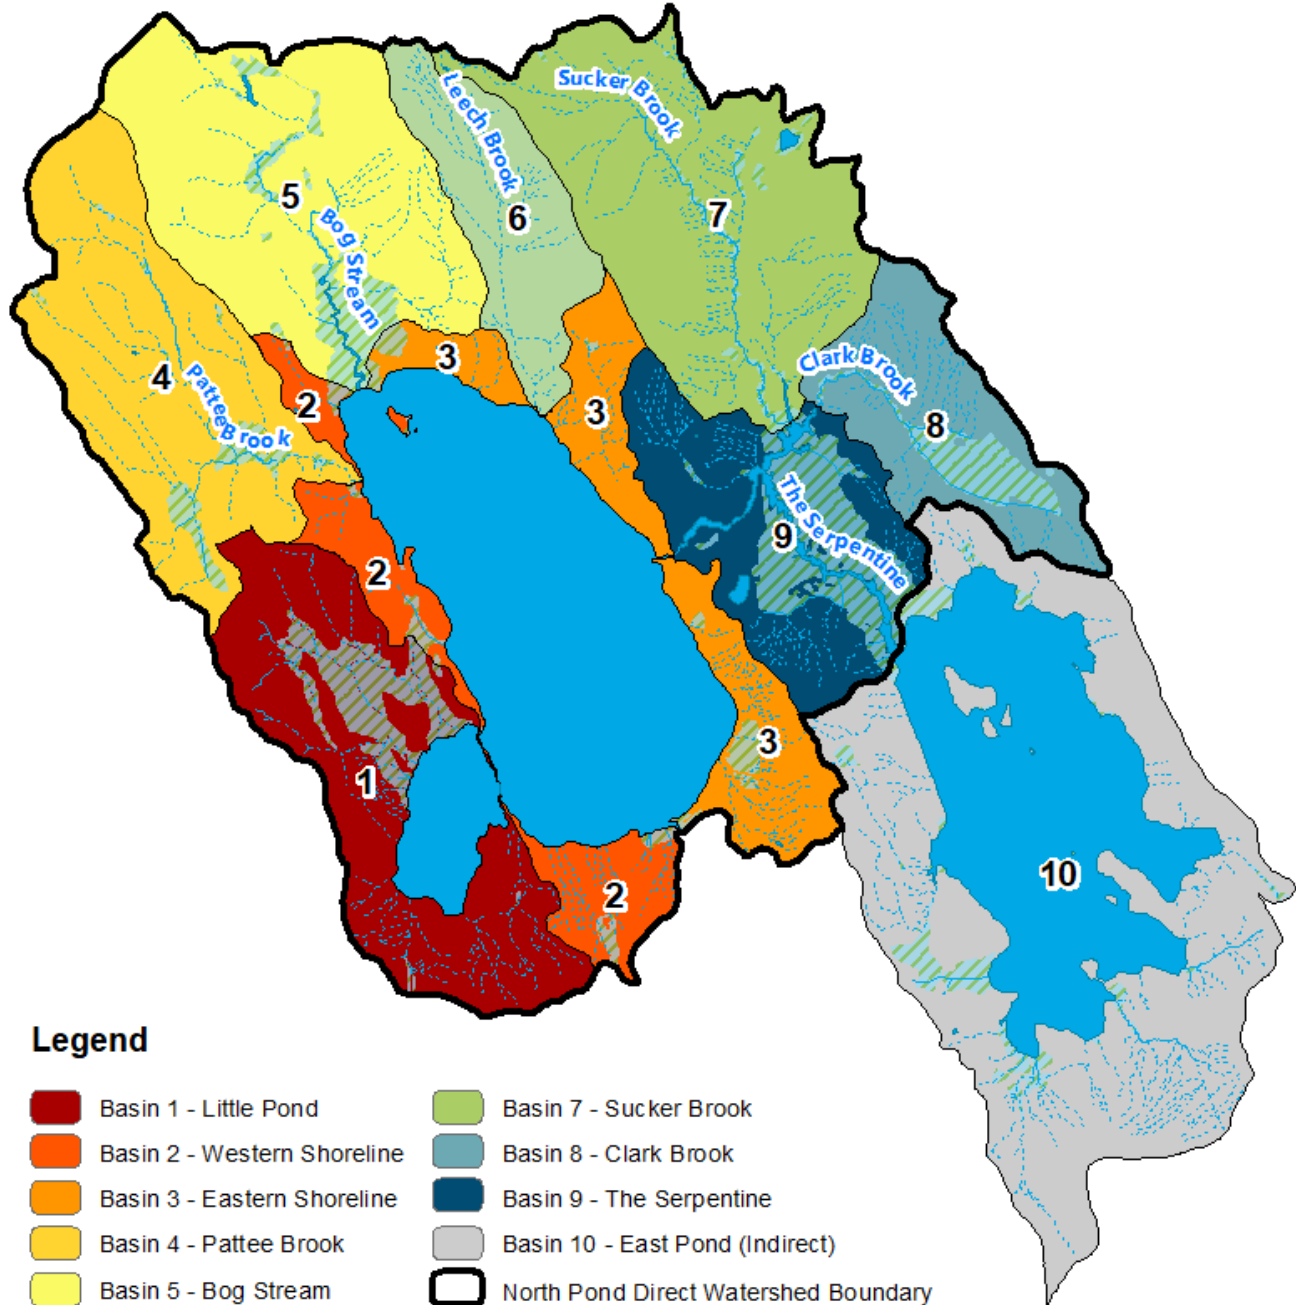 Sucker Brook
Leech Brook
5
6
7
Bog Stream
3
Clark Brook
4
Pattee Brook
2
3
8
The Serpentine
9
2
3
1
10
2
Legend
Basin 1 - Little Pond
Basin 2 - Western Shoreline
Basin 3 - Eastern Shoreline
Basin 4 - Pattee Brook
Basin 5 - Bog Stream
Basin 7 - Sucker Brook
Basin 8 - Clark Brook
Basin 9 - The Serpentine
Basin 10 - East Pond (Indirect)
North Pond Direct Watershed Boundary